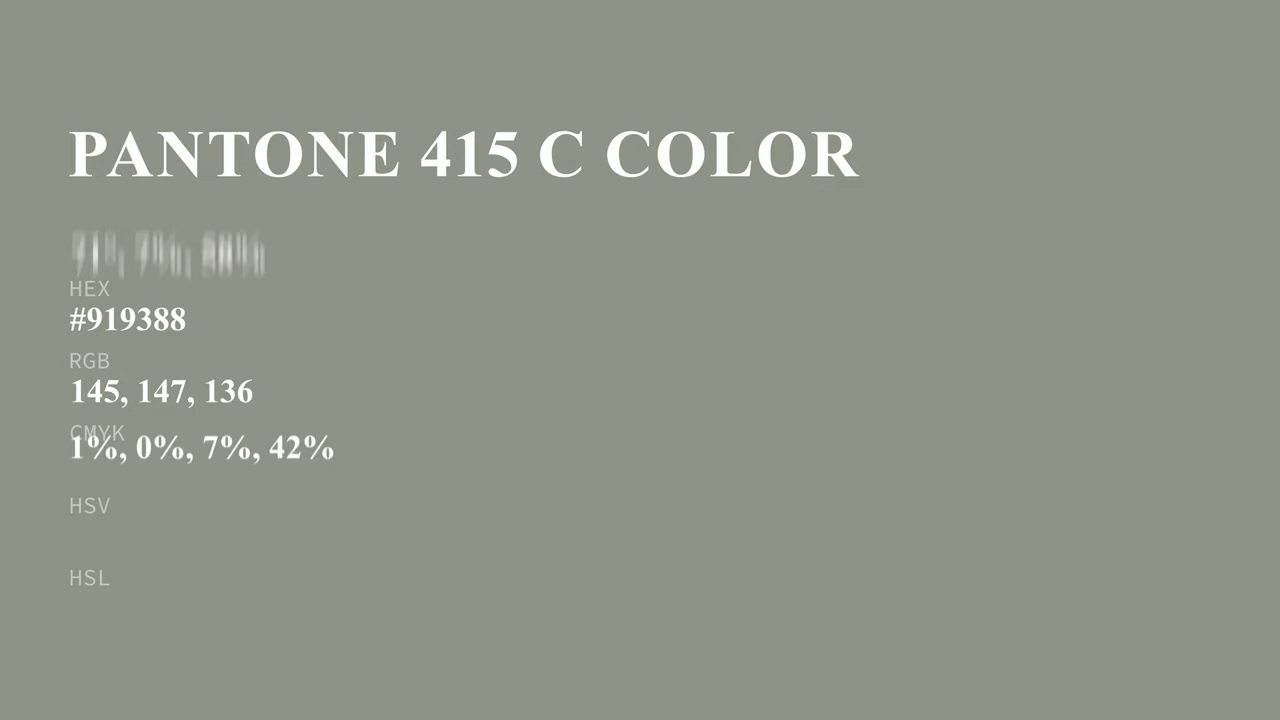 PANTONE 415 C COLOR
HEX
#919388
RGB
145, 147, 136
CMYK
1%, 0%, 7%, 42%
HSV
HSL